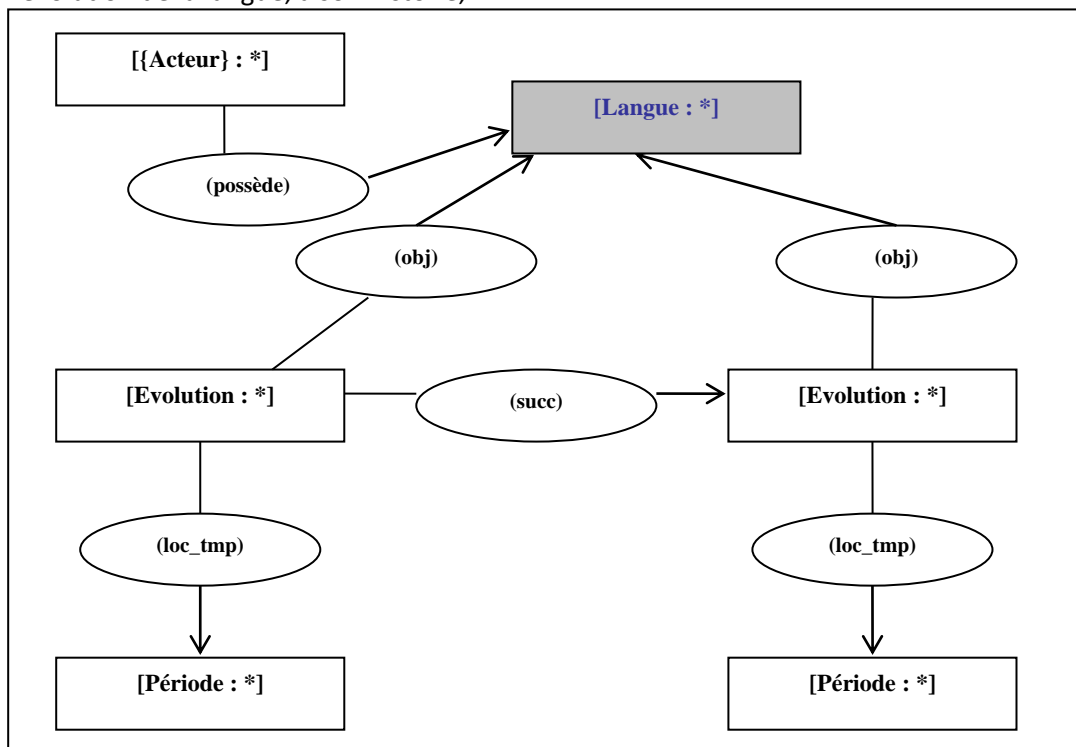 [{Acteur} : *]
[Langue : *]
(possède)
(obj)
(obj)
[Evolution : *]
(succ)
[Evolution : *]
(loc_tmp)
(loc_tmp)
[Période : *]
[Période : *]